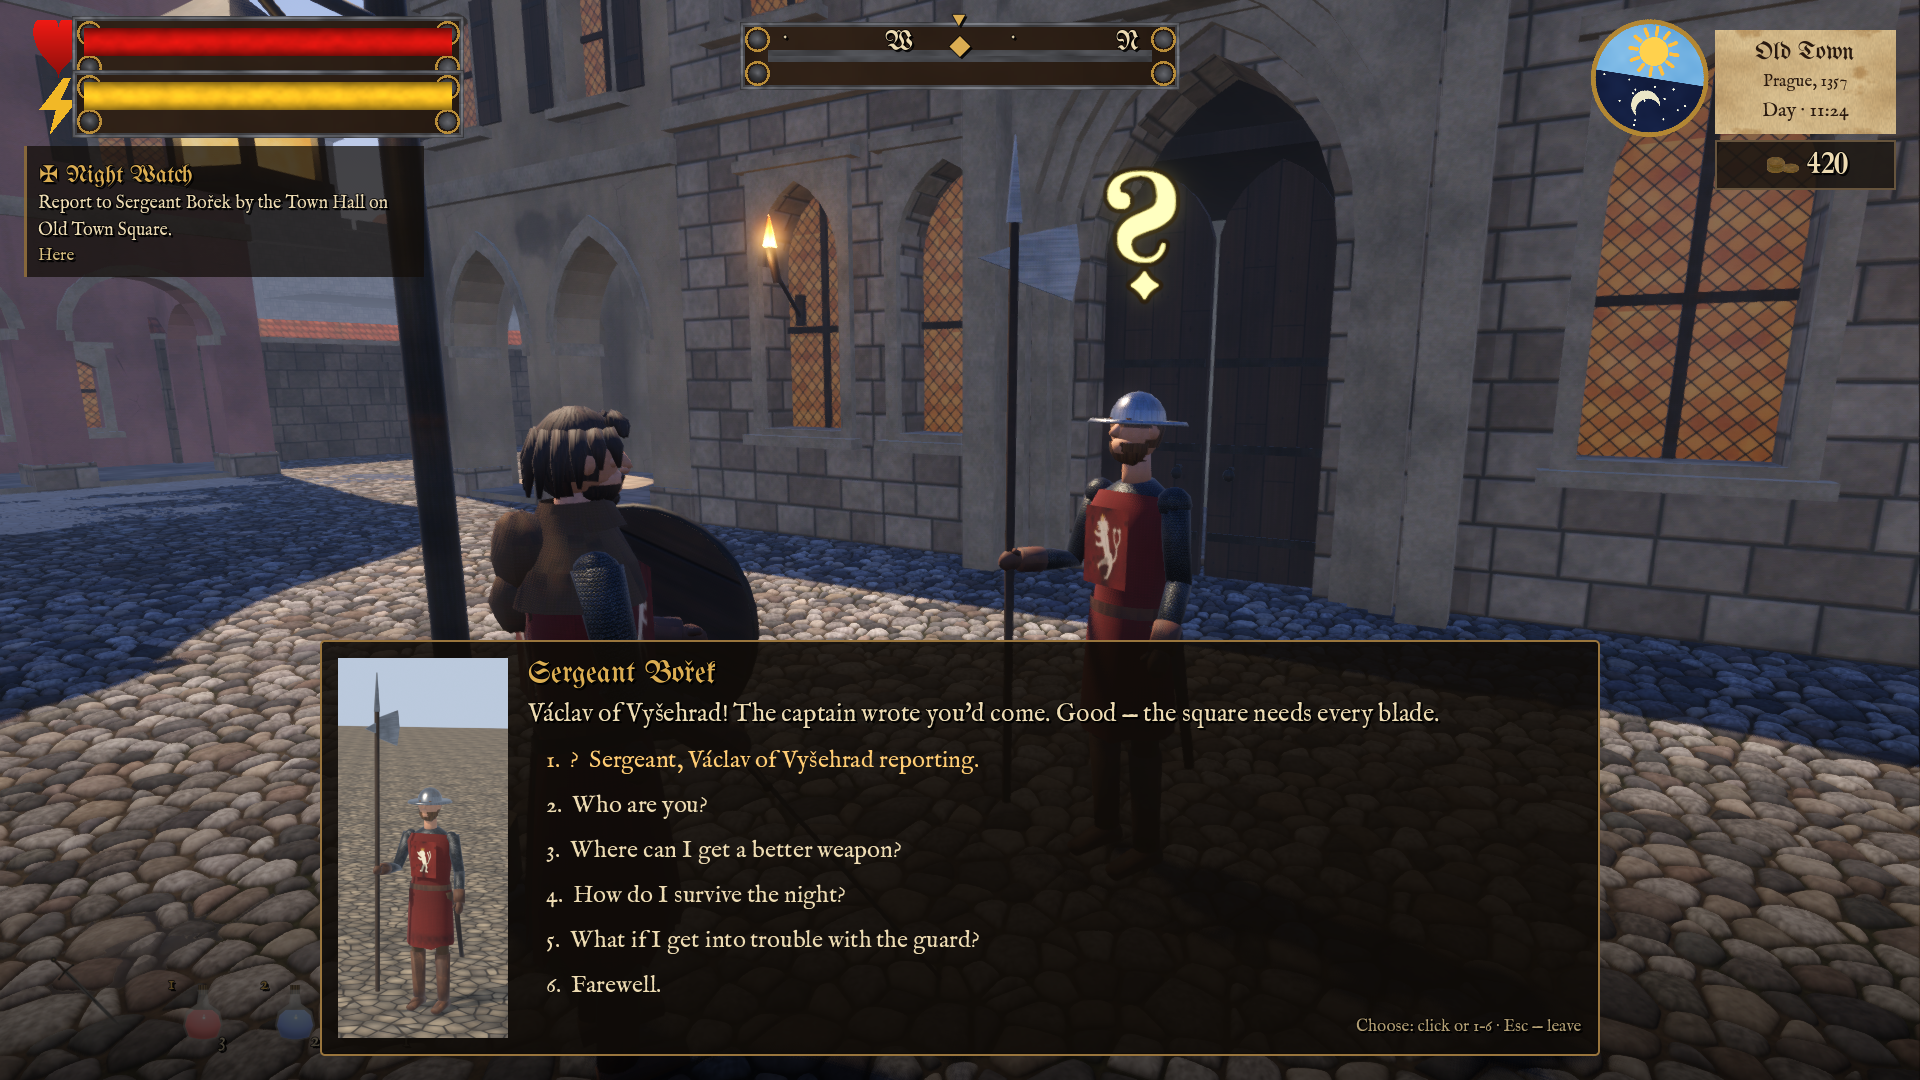 W
N
Old Town
Prague, 1357
Day · 11:24
420
✠ Night Watch
Report to Sergeant Bořek by the Town Hall on
Old Town Square.
Here
?
Sergeant Bořek
Václav of Vyšehrad! The captain wrote you'd come. Good — the square needs every blade.
1. ? Sergeant, Václav of Vyšehrad reporting.
2. Who are you?
3. Where can I get a better weapon?
4. How do I survive the night?
5. What if I get into trouble with the guard?
6. Farewell.
Choose: click or 1-6 · Esc — leave
1
2
3
2